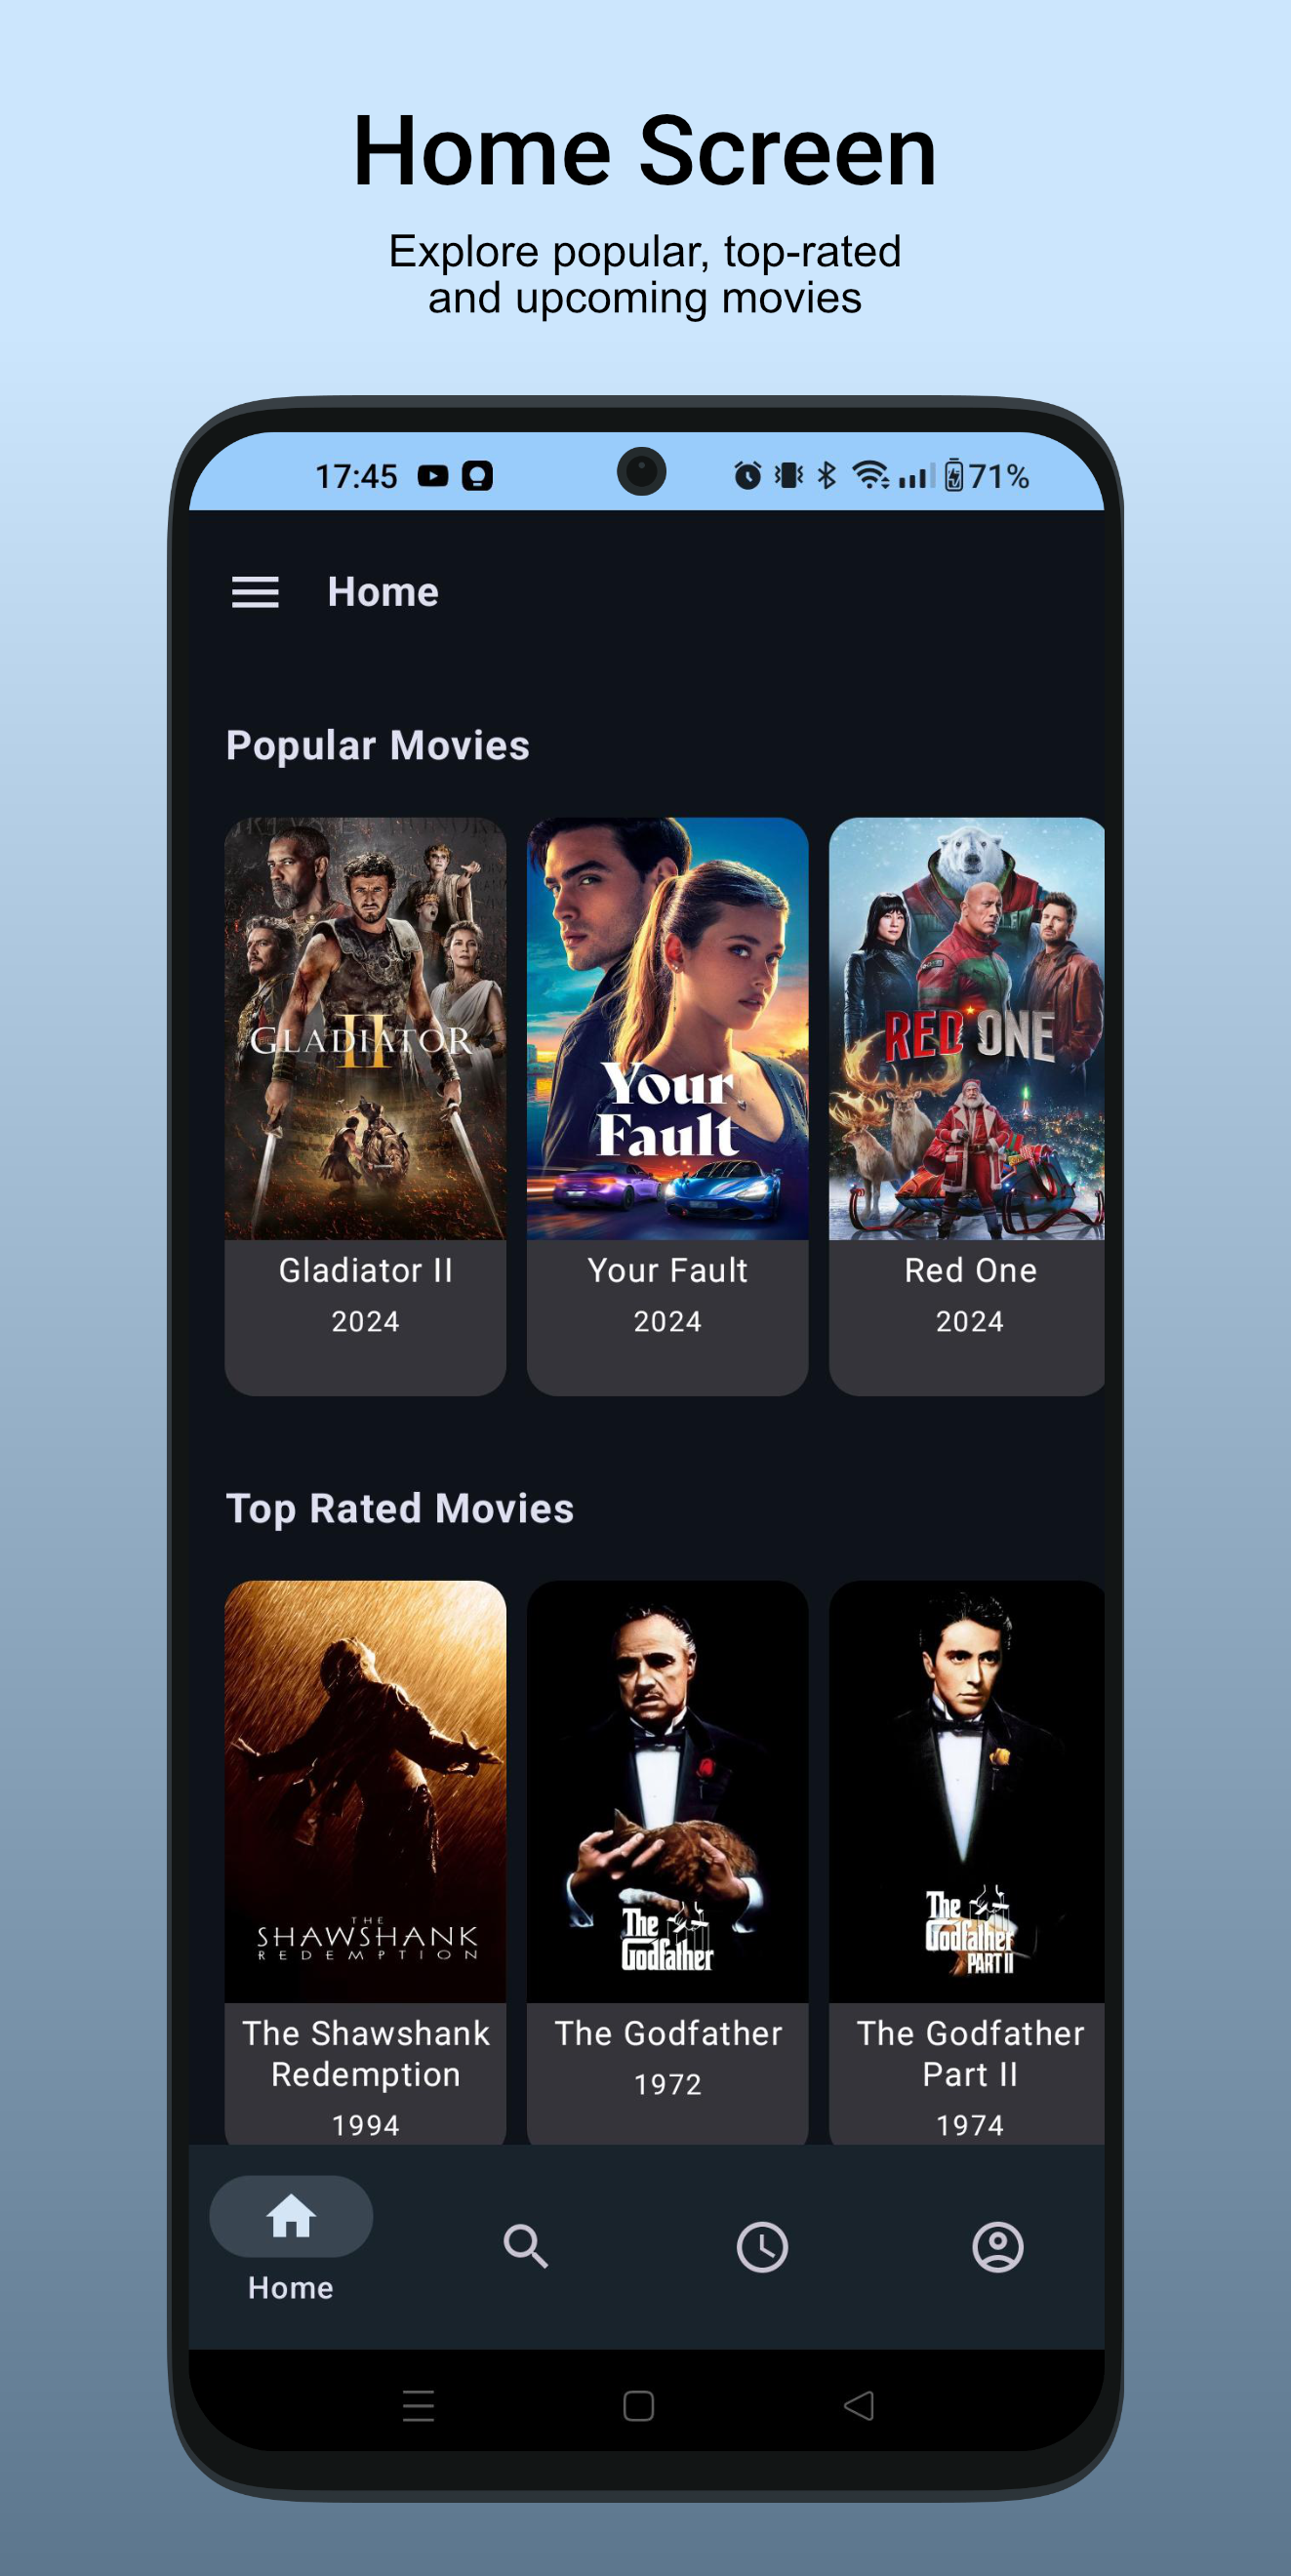 Home Screen
Explore popular, top-rated
and upcoming movies
17:45
71%
Home
Popular Movies
GLADIATOR
II
Your
Fault
RED ONE
Gladiator II
2024
Your Fault
2024
Red One
2024
Top Rated Movies
THE
SHAWSHANK
REDEMPTION
The
Godfather
The
Godfather
PART II
The Shawshank
Redemption
1994
The Godfather
1972
The Godfather
Part II
1974
Home